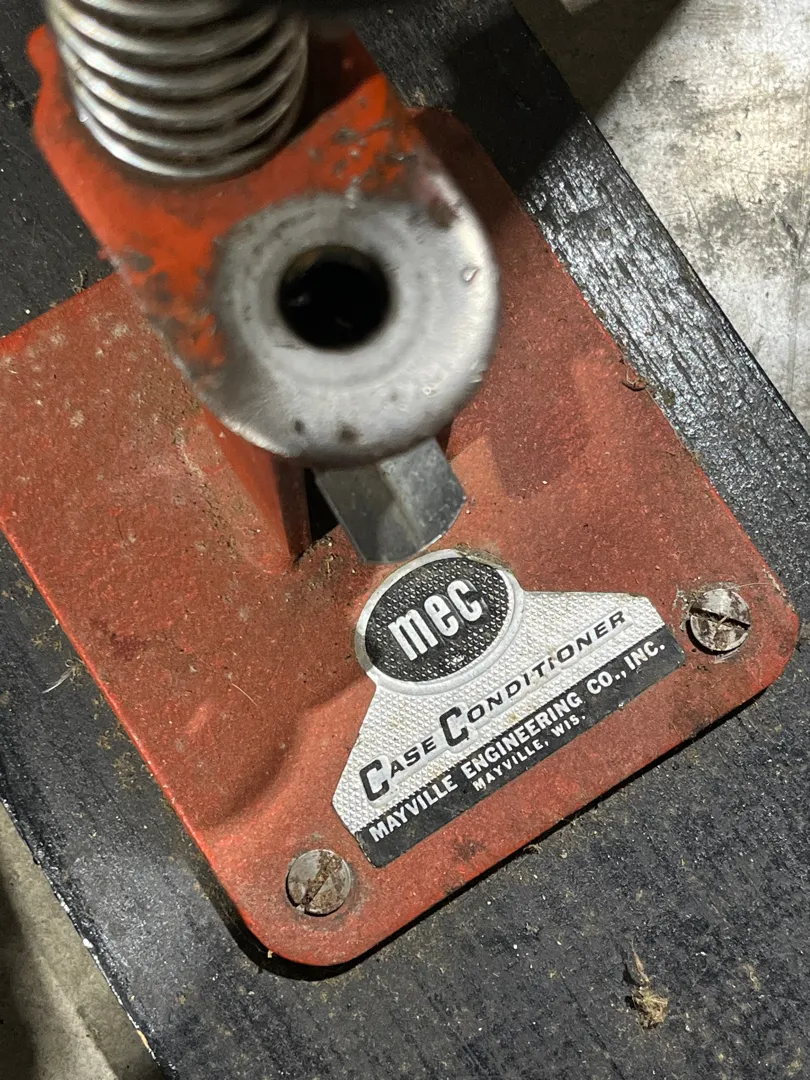 mec
CASE CONDITIONER
MAYVILLE ENGINEERING CO., INC.
MAYVILLE, WIS.